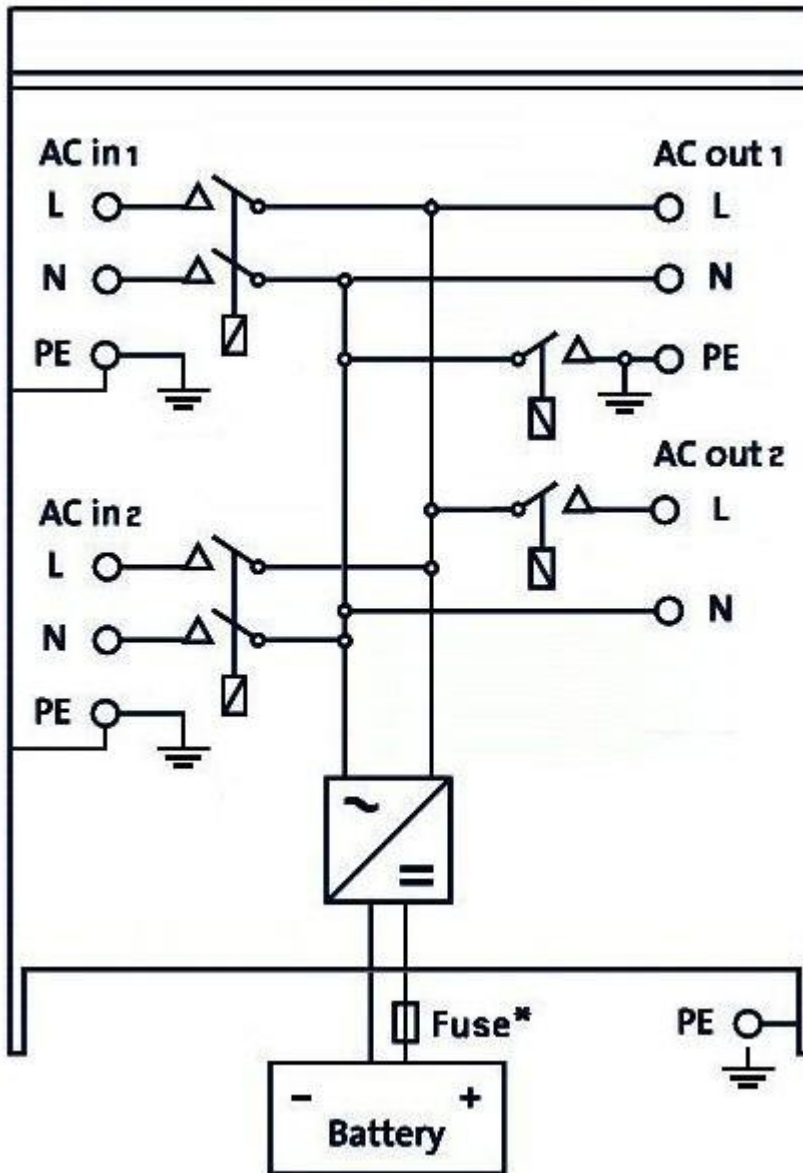 AC in 1
AC out 1
L
L
N
N
PE
PE
AC out 2
AC in 2
L
L
N
N
PE
~
=
Fuse*
PE
- +
Battery